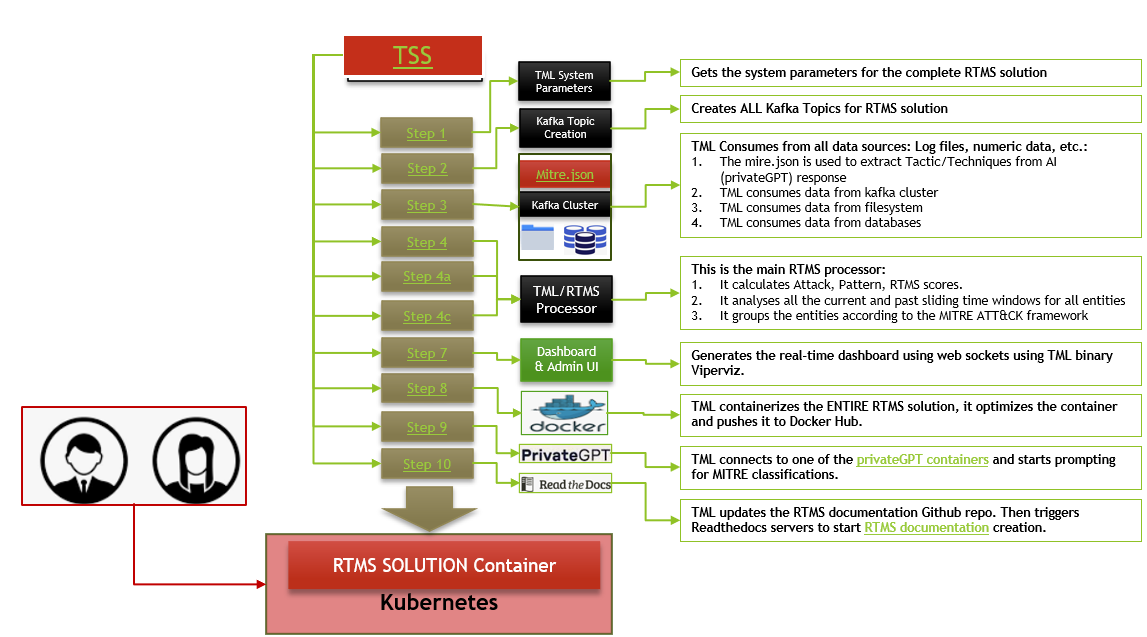 TSS
Step 1
Step 2
Step 3
Step 4
Step 4a
Step 4c
Step 7
Step 8
Step 9
Step 10
TML System
Parameters
Kafka Topic
Creation
Mitre.json
Kafka Cluster
TML/RTMS
Processor
Dashboard
& Admin UI
docker
PrivateGPT
Read the Docs
Gets the system parameters for the complete RTMS solution
Creates ALL Kafka Topics for RTMS solution
TML Consumes from all data sources: Log files, numeric data, etc.:
1. The mire.json is used to extract Tactic/Techniques from AI
(privateGPT) response
2. TML consumes data from kafka cluster
3. TML consumes data from filesystem
4. TML consumes data from databases
This is the main RTMS processor:
1. It calculates Attack, Pattern, RTMS scores.
2. It analyses all the current and past sliding time windows for all entities
3. It groups the entities according to the MITRE ATT&CK framework
Generates the real-time dashboard using web sockets using TML binary
Viperviz.
TML containerizes the ENTIRE RTMS solution, it optimizes the container
and pushes it to Docker Hub.
TML connects to one of the privateGPT containers and starts prompting
for MITRE classifications.
TML updates the RTMS documentation Github repo. Then triggers
Readthedocs servers to start RTMS documentation creation.
RTMS SOLUTION Container
Kubernetes